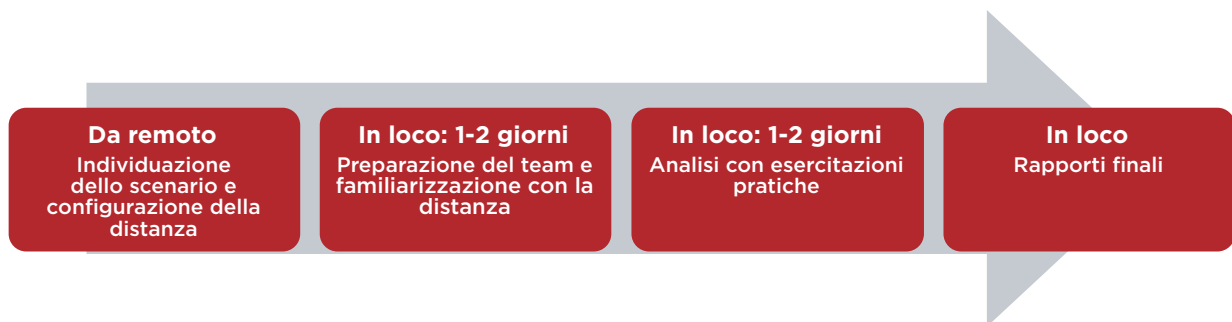 Da remoto
Individuazione
dello scenario e
configurazione della
distanza
In loco: 1-2 giorni
Preparazione del team e
familiarizzazione con la
distanza
In loco: 1-2 giorni
Analisi con esercitazioni
pratiche
In loco
Rapporti finali